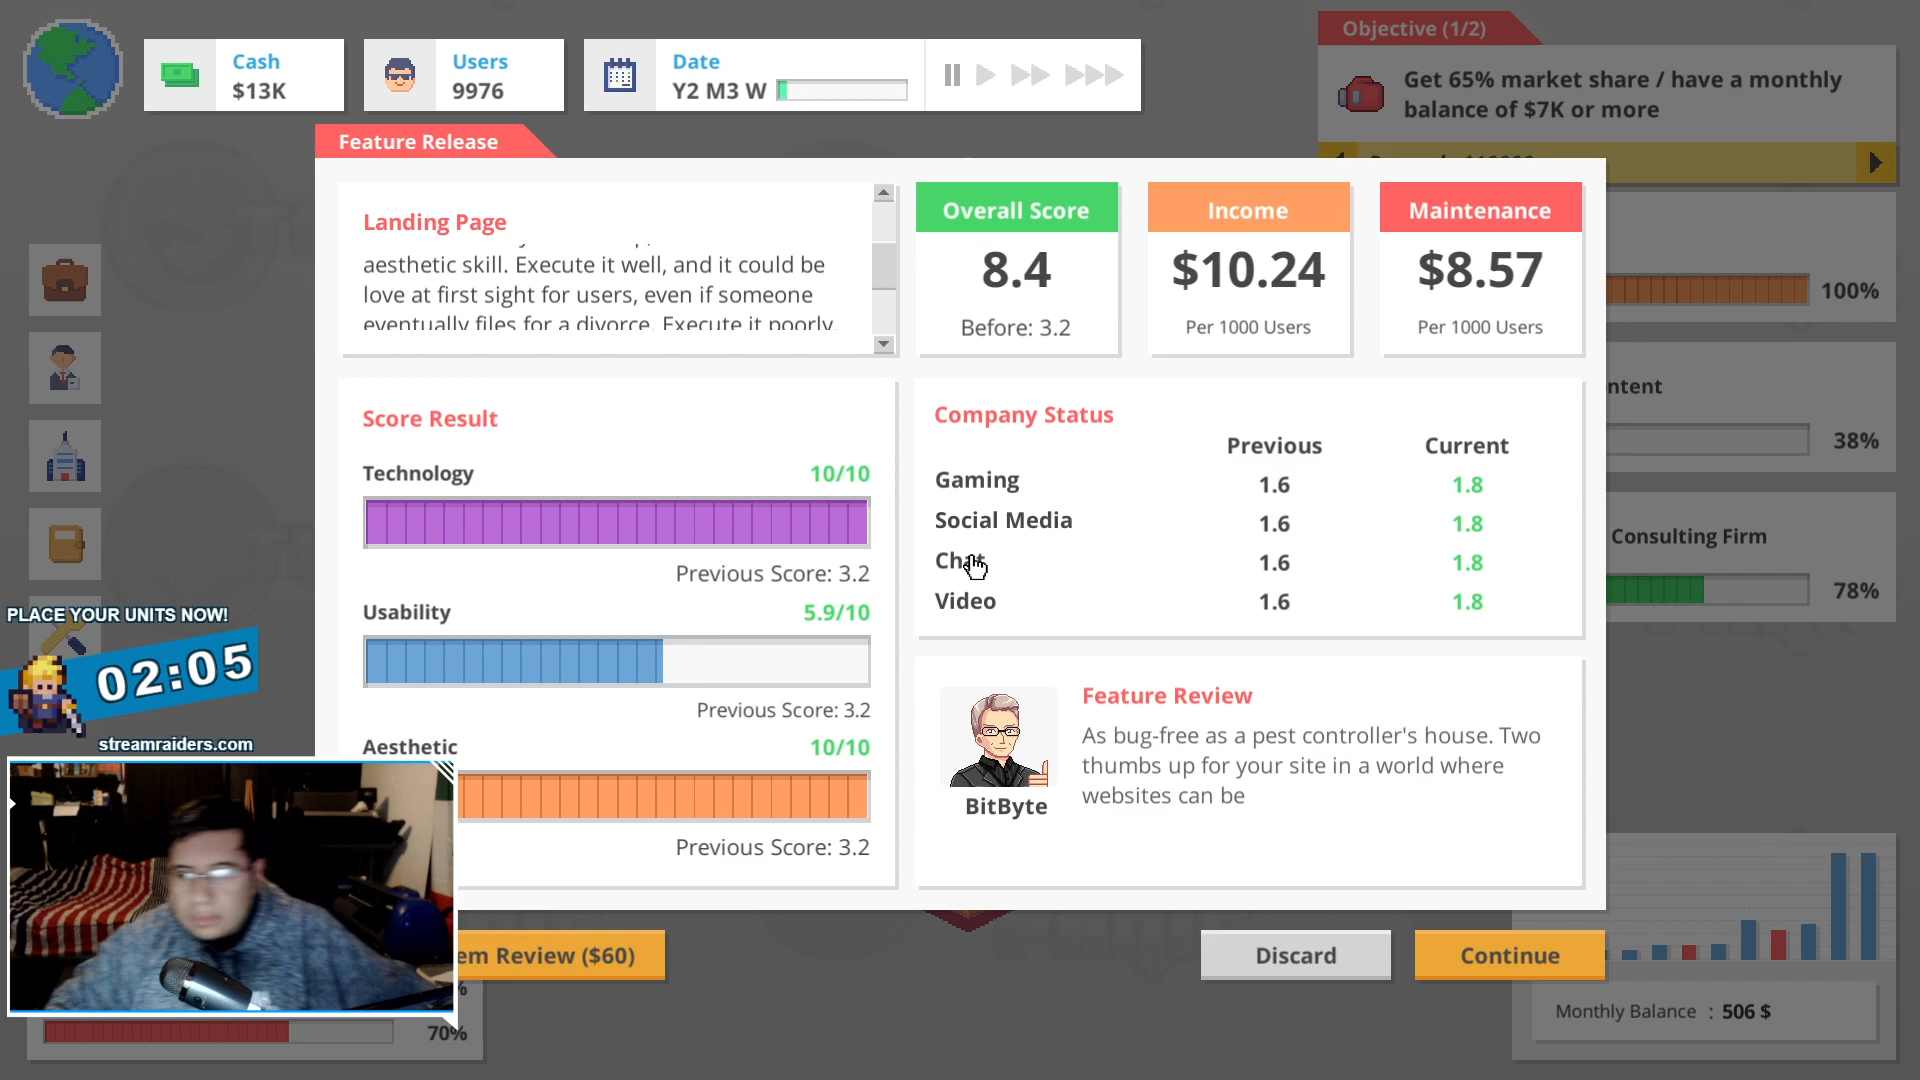 Cash
$13K
Users
9976
Date
Y2 M3 W
Objective (1/2)
Get 65% market share / have a monthly
balance of $7K or more
Feature Release
Landing Page
aesthetic skill. Execute it well, and it could be
love at first sight for users, even if someone
eventually files for a divorce. Execute it poorly,
Overall Score
8.4
Before: 3.2
Income
$10.24
Per 1000 Users
Maintenance
$8.57
Per 1000 Users
100%
ntent
38%
Consulting Firm
78%
Score Result
Technology
10/10
Previous Score: 3.2
Usability
5.9/10
Previous Score: 3.2
Aesthetic
10/10
Previous Score: 3.2
Company Status
Previous Current
Gaming 1.6 1.8
Social Media 1.6 1.8
Chat 1.6 1.8
Video 1.6 1.8
Feature Review
As bug-free as a pest controller's house. Two
thumbs up for your site in a world where
websites can be
BitByte
PLACE YOUR UNITS NOW!
02:05
streamraiders.com
em Review ($60)
Discard
Continue
%
70%
Monthly Balance : 506 $